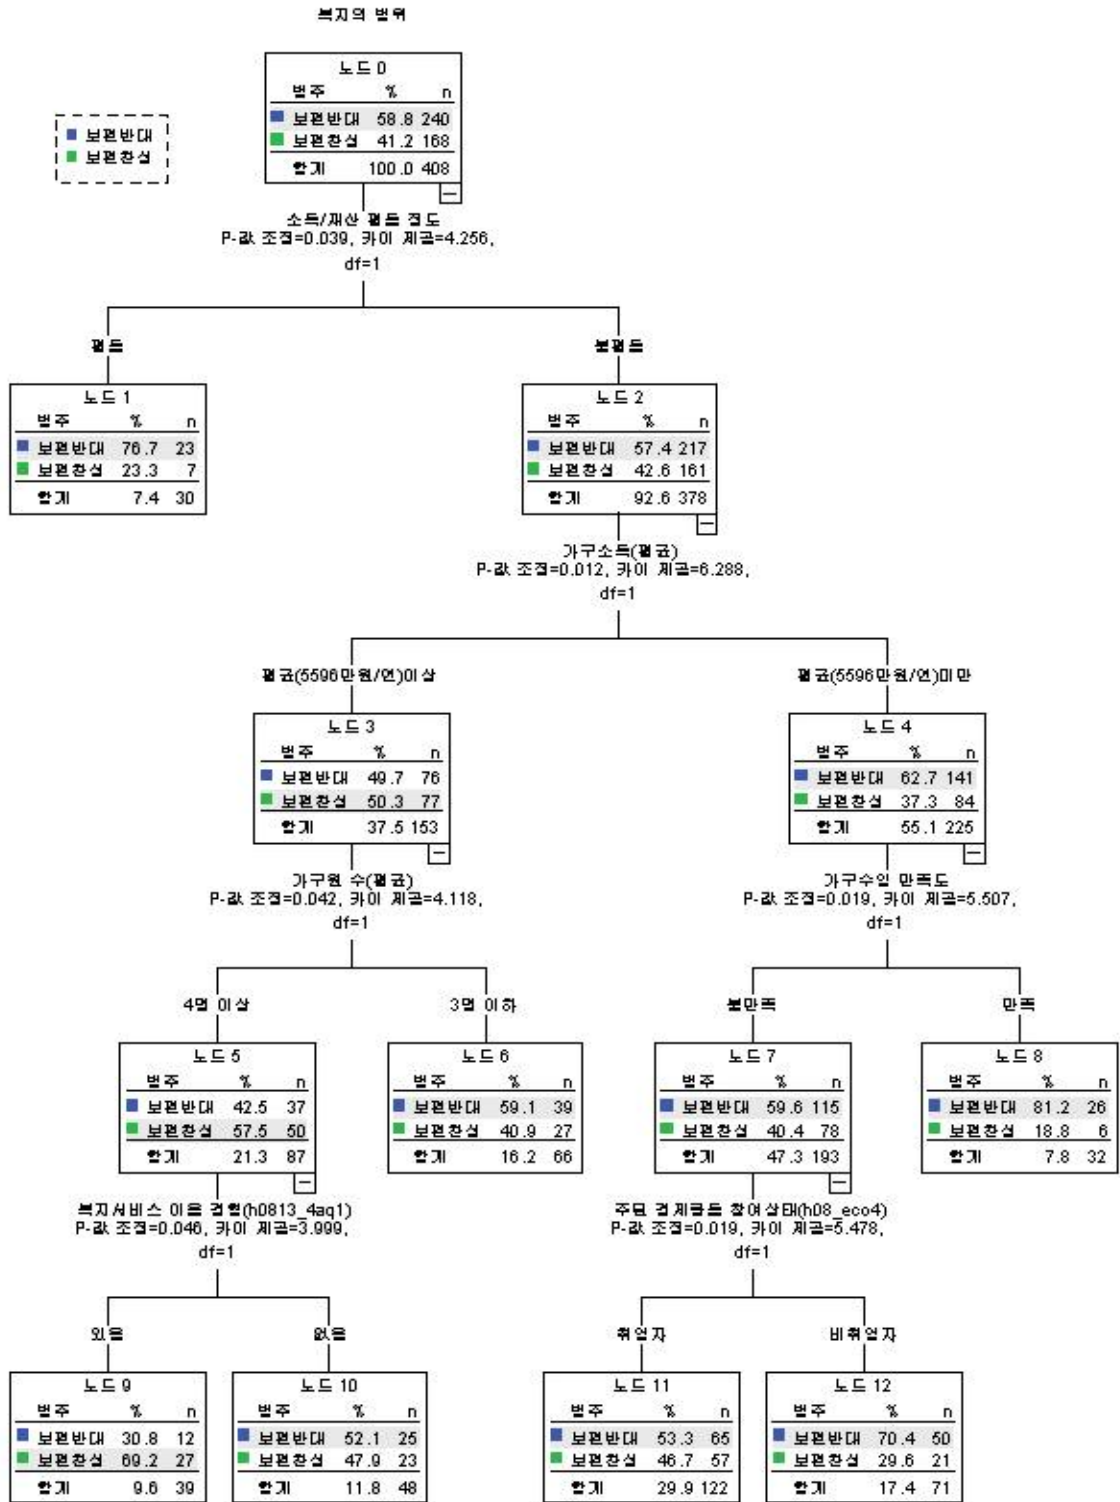 복지의 범위
노드 0
범주 % n
보편반대 58.8 240
보편찬성 41.2 168
합계 100.0 408
보편반대
보편찬성
소득/재산 평등 정도
P-값 조정=0.039, 카이 제곱=4.256,
df=1
평등
불평등
노드 1
범주 % n
보편반대 76.7 23
보편찬성 23.3 7
합계 7.4 30
노드 2
범주 % n
보편반대 57.4 217
보편찬성 42.6 161
합계 92.6 378
가구소득(평균)
P-값 조정=0.012, 카이 제곱=6.288,
df=1
평균(5596만원/연)이상
평균(5596만원/연)미만
노드 3
범주 % n
보편반대 49.7 76
보편찬성 50.3 77
합계 37.5 153
노드 4
범주 % n
보편반대 62.7 141
보편찬성 37.3 84
합계 55.1 225
가구원 수(평균)
P-값 조정=0.042, 카이 제곱=4.118,
df=1
가구수입 만족도
P-값 조정=0.019, 카이 제곱=5.507,
df=1
4명 이상
3명 이하
불만족
만족
노드 5
범주 % n
보편반대 42.5 37
보편찬성 57.5 50
합계 21.3 87
노드 6
범주 % n
보편반대 59.1 39
보편찬성 40.9 27
합계 16.2 66
노드 7
범주 % n
보편반대 59.6 115
보편찬성 40.4 78
합계 47.3 193
노드 8
범주 % n
보편반대 81.2 26
보편찬성 18.8 6
합계 7.8 32
복지서비스 이용 경험(h0813_4aq1)
P-값 조정=0.046, 카이 제곱=3.999,
df=1
주된 경제활동 참여상태(h08_eco4)
P-값 조정=0.019, 카이 제곱=5.478,
df=1
있음
없음
취업자
비취업자
노드 9
범주 % n
보편반대 30.8 12
보편찬성 69.2 27
합계 9.6 39
노드 10
범주 % n
보편반대 52.1 25
보편찬성 47.9 23
합계 11.8 48
노드 11
범주 % n
보편반대 53.3 65
보편찬성 46.7 57
합계 29.9 122
노드 12
범주 % n
보편반대 70.4 50
보편찬성 29.6 21
합계 17.4 71